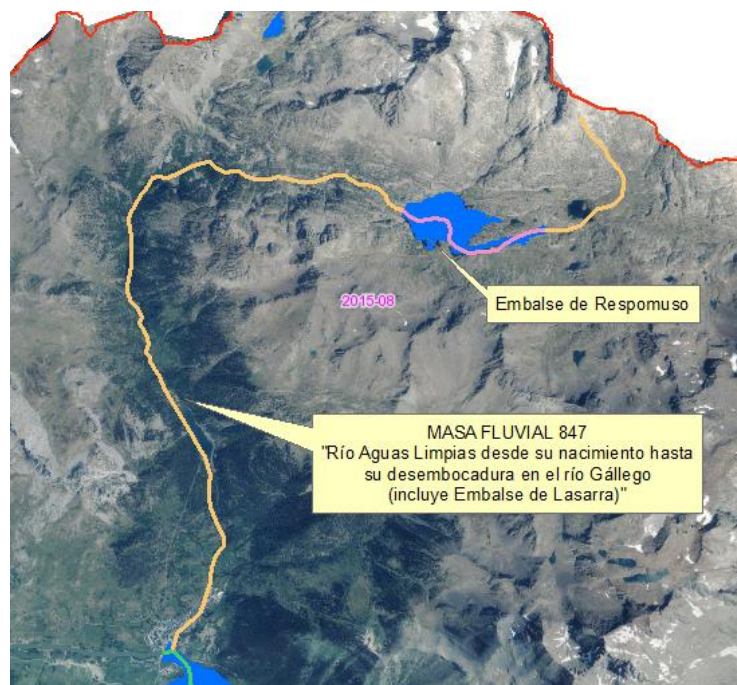 2015-08
Embalse de Respomuso
MASA FLUVIAL 847
"Río Aguas Limpias desde su nacimiento hasta
su desembocadura en el río Gállego
(incluye Embalse de Lasarra)"